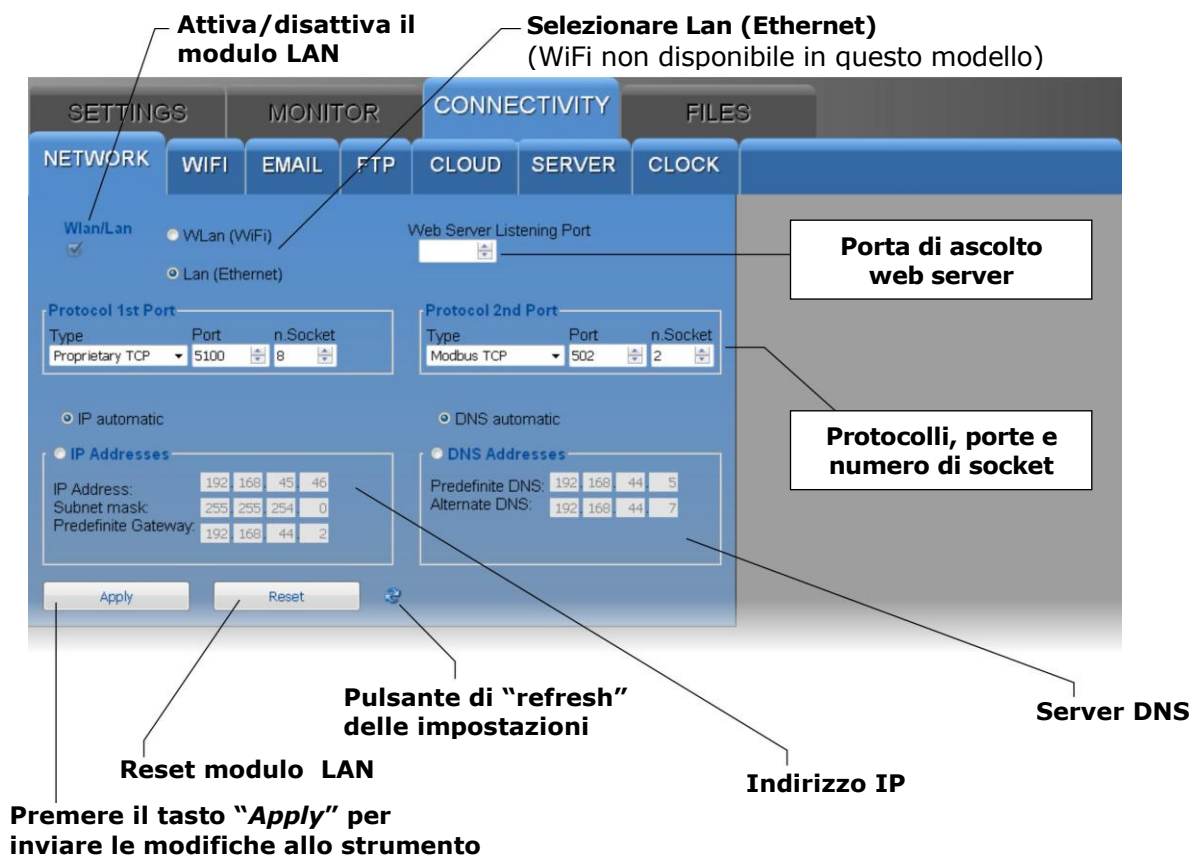 Attiva/disattiva il
modulo LAN
Selezionare Lan (Ethernet)
(WiFi non disponibile in questo modello)
SETTINGS
MONITOR
CONNECTIVITY
FILES
NETWORK
WIFI
EMAIL
FTP
CLOUD
SERVER
CLOCK
Wlan/Lan
WLan (WiFi)
Lan (Ethernet)
Web Server Listening Port
Porta di ascolto
web server
Protocol 1st Port
Type Port n.Socket
Proprietary TCP 5100 8
Protocol 2nd Port
Type Port n.Socket
Modbus TCP 502 2
Protocolli, porte e
numero di socket
IP automatic
DNS automatic
IP Addresses
IP Address: 192. 168. 45. 46
Subnet mask: 255. 255. 254. 0
Predefinite Gateway: 192. 168. 44. 2
DNS Addresses
Predefinite DNS: 192. 168. 44. 5
Alternate DNS: 192. 168. 44. 7
Apply
Reset
Pulsante di “refresh”
delle impostazioni
Server DNS
Reset modulo LAN
Indirizzo IP
Premere il tasto “Apply” per
inviare le modifiche allo strumento